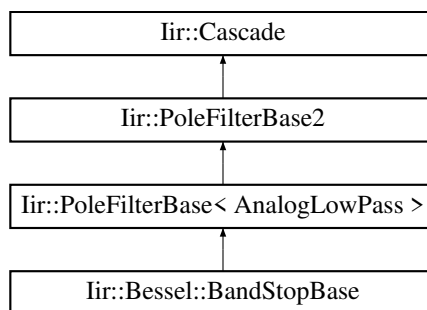 Iir::Cascade
Iir::PoleFilterBase2
Iir::PoleFilterBase< AnalogLowPass >
Iir::Bessel::BandStopBase